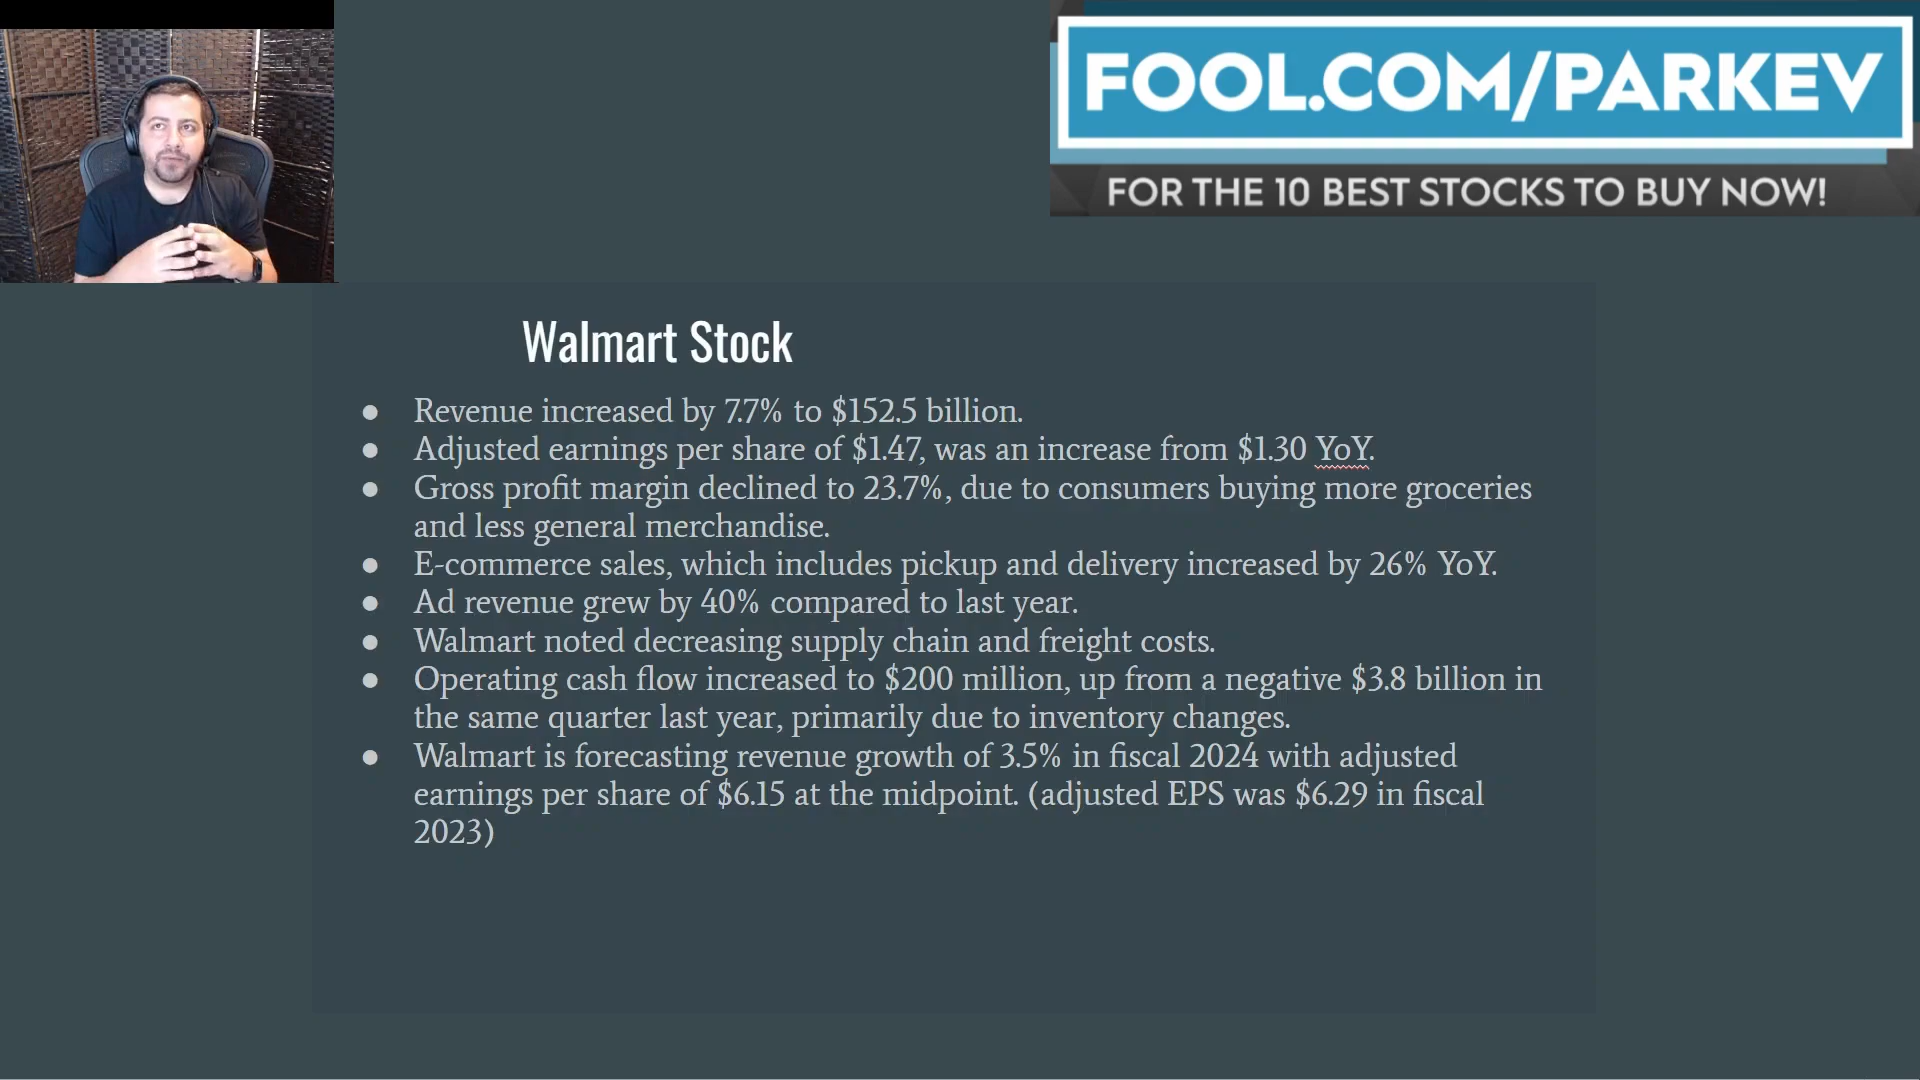 FOOL.COM/PARKEV
FOR THE 10 BEST STOCKS TO BUY NOW!
Walmart Stock
● Revenue increased by 7.7% to $152.5 billion.
● Adjusted earnings per share of $1.47, was an increase from $1.30 YoY.
● Gross profit margin declined to 23.7%, due to consumers buying more groceries
and less general merchandise.
● E-commerce sales, which includes pickup and delivery increased by 26% YoY.
● Ad revenue grew by 40% compared to last year.
● Walmart noted decreasing supply chain and freight costs.
● Operating cash flow increased to $200 million, up from a negative $3.8 billion in
the same quarter last year, primarily due to inventory changes.
● Walmart is forecasting revenue growth of 3.5% in fiscal 2024 with adjusted
earnings per share of $6.15 at the midpoint. (adjusted EPS was $6.29 in fiscal
2023)